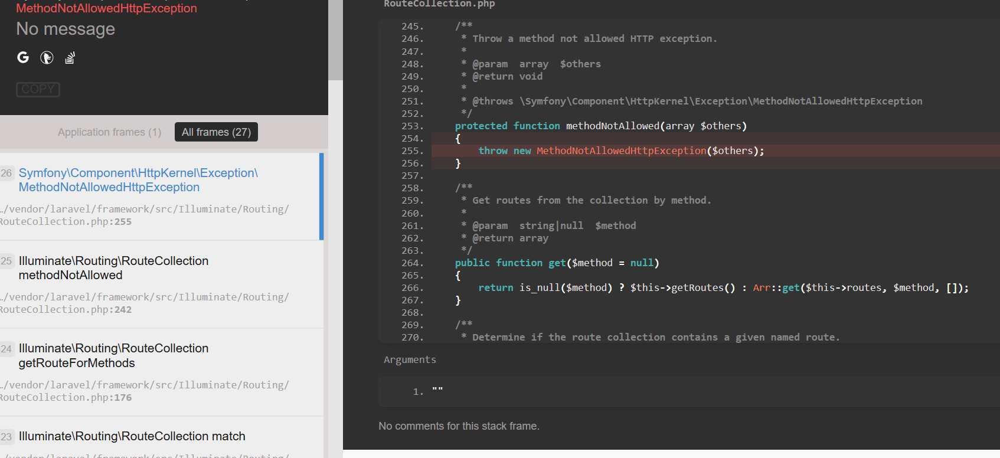 MethodNotAllowedHttpException
No message
COPY
Application frames (1)
All frames (27)
26
Symfony\Component\HttpKernel\Exception\
MethodNotAllowedHttpException
…/vendor/laravel/framework/src/Illuminate/Routing/
RouteCollection.php:255
25
Illuminate\Routing\RouteCollection
methodNotAllowed
…/vendor/laravel/framework/src/Illuminate/Routing/
RouteCollection.php:242
24
Illuminate\Routing\RouteCollection
getRouteForMethods
…/vendor/laravel/framework/src/Illuminate/Routing/
RouteCollection.php:176
23
Illuminate\Routing\RouteCollection match
…/vendor/laravel/framework/src/Illuminate/Routing/
RouteCollection.php
245. /**
246. * Throw a method not allowed HTTP exception.
247. *
248. * @param  array  $others
249. * @return void
250. *
251. * @throws \Symfony\Component\HttpKernel\Exception\MethodNotAllowedHttpException
252. */
253. protected function methodNotAllowed(array $others)
254. {
255. throw new MethodNotAllowedHttpException($others);
256. }
257.
258. /**
259. * Get routes from the collection by method.
260. *
261. * @param  string|null  $method
262. * @return array
263. */
264. public function get($method = null)
265. {
266. return is_null($method) ? $this->getRoutes() : Arr::get($this->routes, $method, []);
267. }
268.
269. /**
270. * Determine if the route collection contains a given named route.
Arguments
1. ""
No comments for this stack frame.